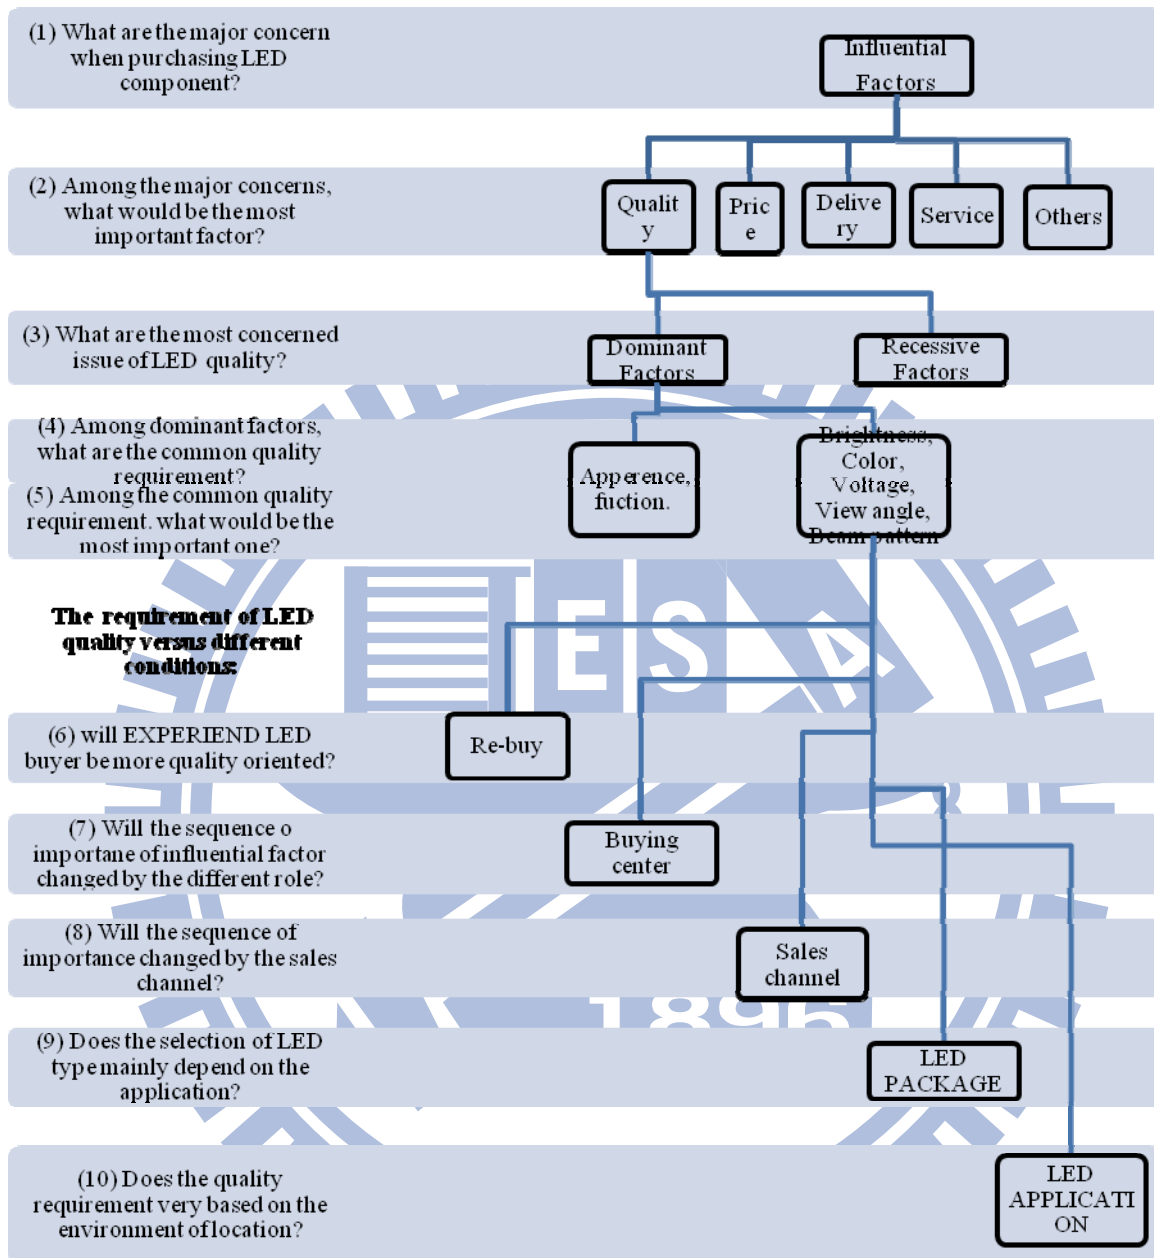 (1) What are the major concern
when purchasing LED
component?
Influential
Factors
(2) Among the major concerns,
what would be the most
important factor?
Qualit
y
Pric
e
Delive
ry
Service
Others
(3) What are the most concerned
issue of LED quality?
Dominant
Factors
Recessive
Factors
(4) Among dominant factors,
what are the common quality
requirement?
(5) Among the common quality
requirement. what would be the
most important one?
Apperence,
fuction.
Brightness,
Color,
Voltage,
View angle,
Beam pattern
The requirement of LED
quality versus different
conditions:
ESA
(6) will EXPERIEND LED
buyer be more quality oriented?
Re-buy
(7) Will the sequence o
importane of influential factor
changed by the different role?
Buying
center
(8) Will the sequence of
importance changed by the sales
channel?
Sales
channel
1896
(9) Does the selection of LED
type mainly depend on the
application?
LED
PACKAGE
(10) Does the quality
requirement very based on the
environment of location?
LED
APPLICATI
ON